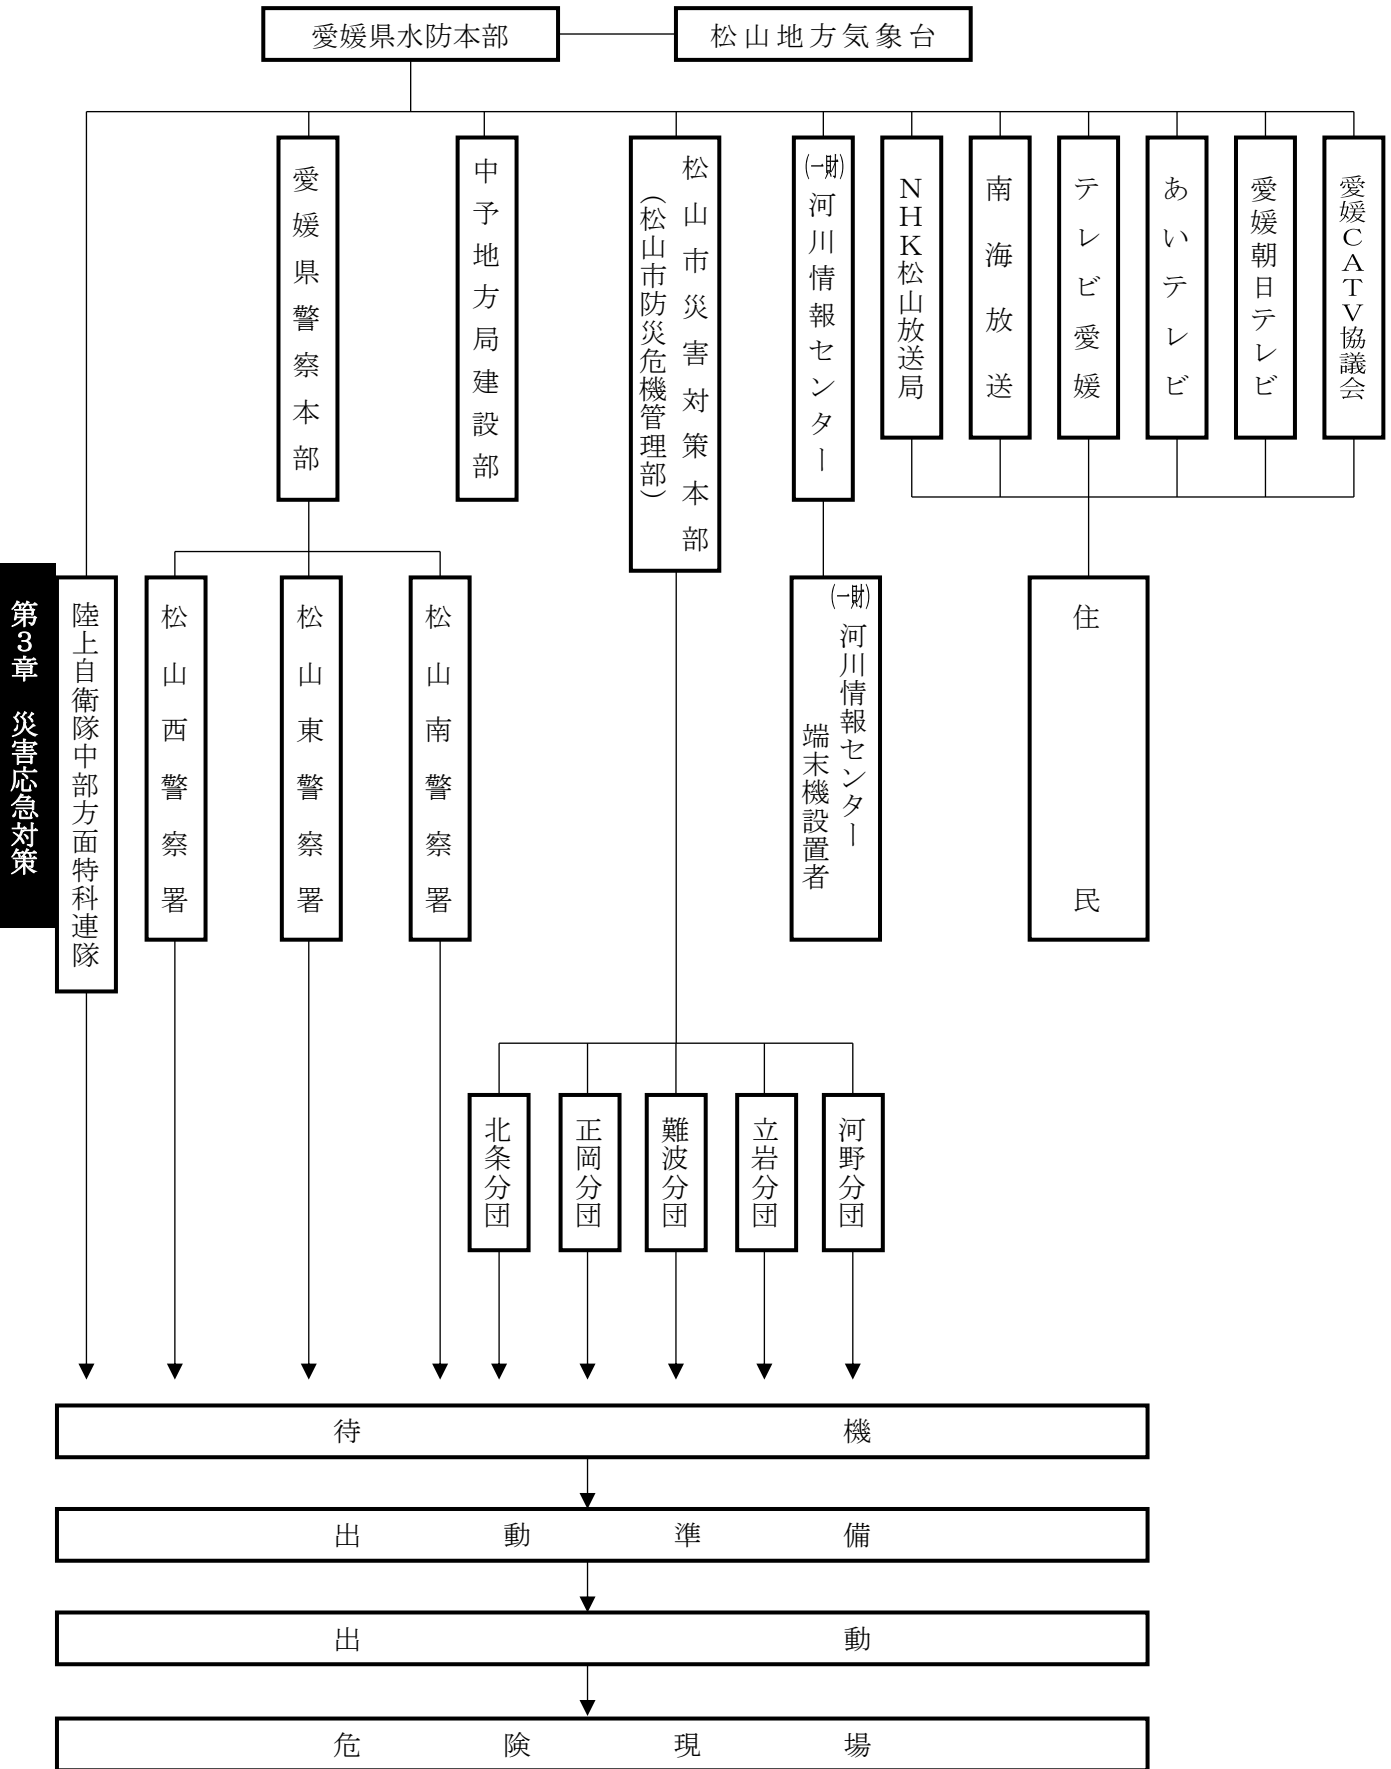 愛媛県水防本部
松山地方気象台
愛媛県警察本部
中予地方局建設部
松山市災害対策本部
（松山市防災危機管理部）
(一財)河川情報センター
ＮＨＫ松山放送局
南海放送
テレビ愛媛
あいテレビ
愛媛朝日テレビ
愛媛ＣＡＴＶ協議会
第３章　災害応急対策
陸上自衛隊中部方面特科連隊
松山西警察署
松山東警察署
松山南警察署
(一財)河川情報センター
端末機設置者
住民
北条分団
正岡分団
難波分団
立岩分団
河野分団
待機
出動準備
出動
危険現場